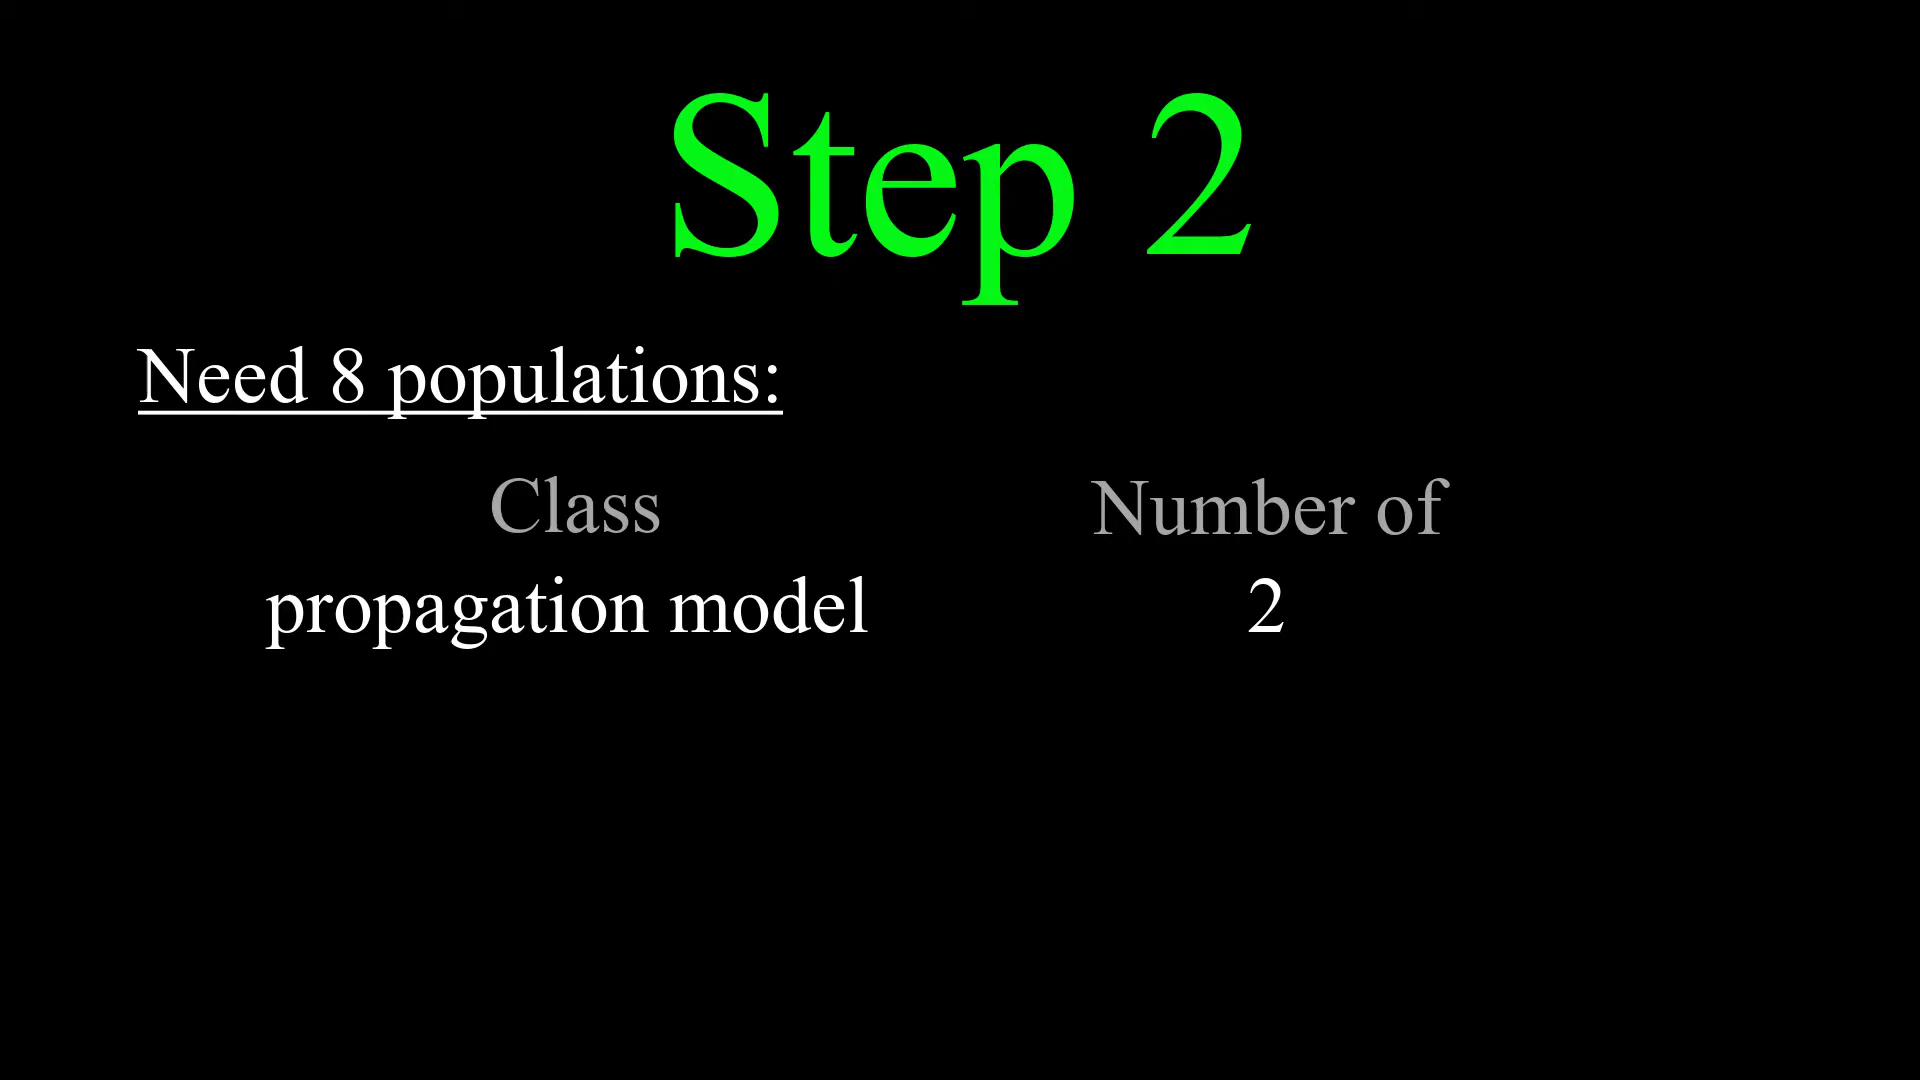 Step 2
Need 8 populations:
Class Number of
propagation model 2